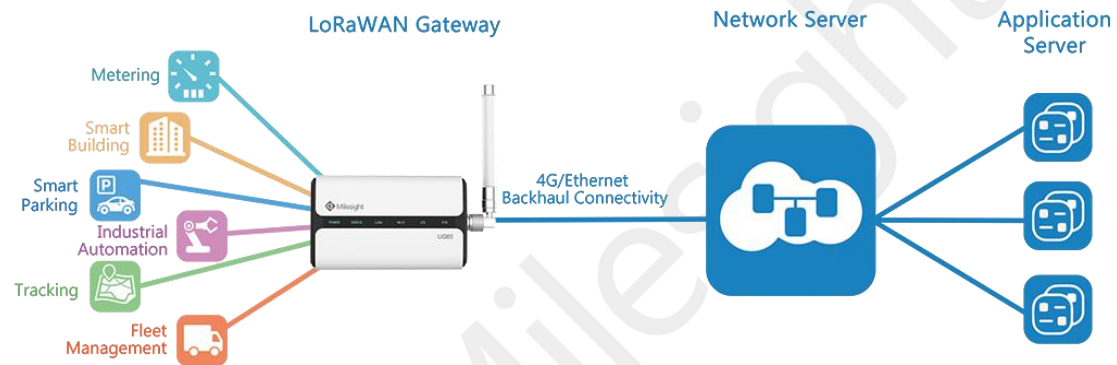 LoRaWAN Gateway
Network Server
Application
Server
Metering
Smart
Building
Smart
Parking
P
Industrial
Automation
Tracking
Fleet
Management
Milesight
UG65
4G/Ethernet
Backhaul Connectivity
Milesight